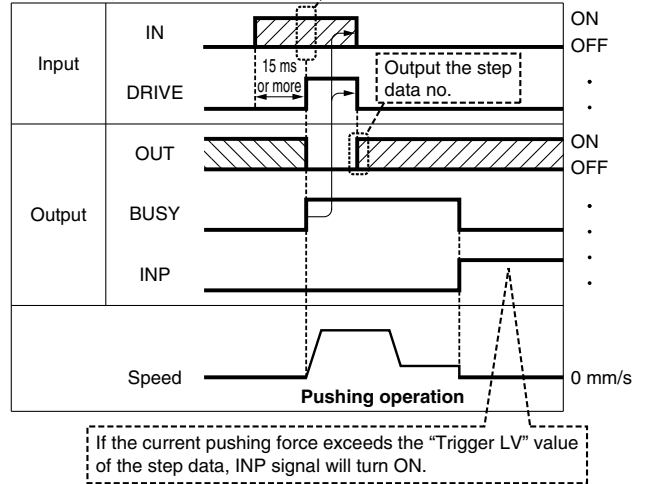 IN
ON
OFF
Input
15 ms
or more
Output the step
data no.
DRIVE
OUT
ON
OFF
Output
BUSY
INP
Speed
0 mm/s
Pushing operation
If the current pushing force exceeds the “Trigger LV” value
of the step data, INP signal will turn ON.